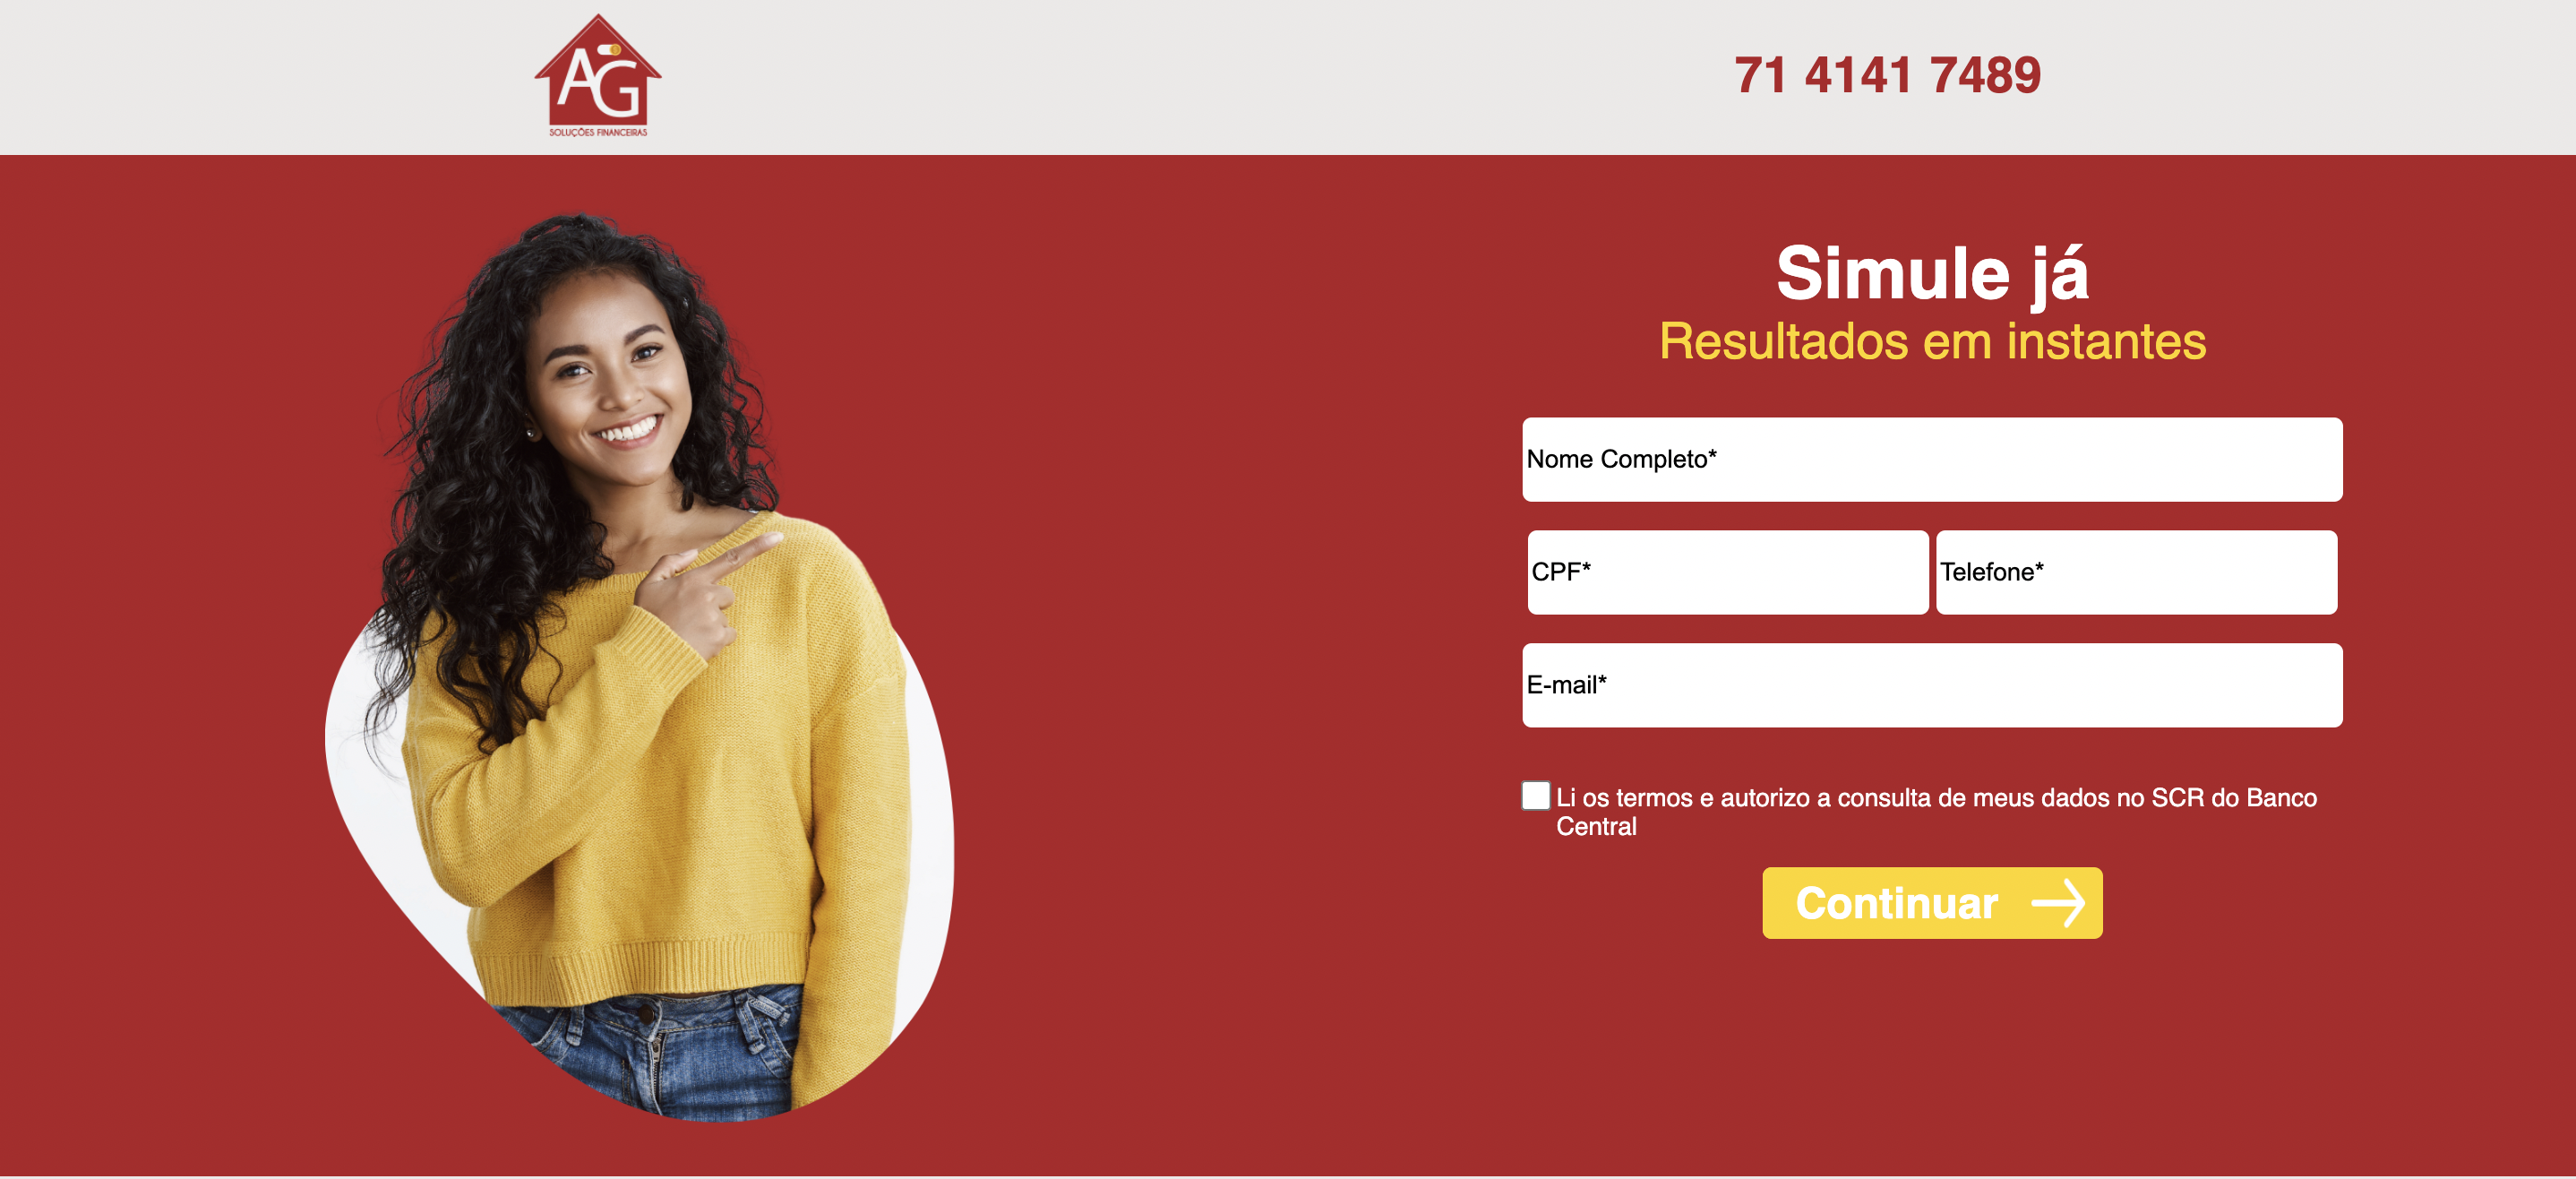 AG
SOLUÇÕES FINANCEIRAS
71 4141 7489
Simule já
Resultados em instantes
Nome Completo*
CPF* Telefone*
E-mail*
Li os termos e autorizo a consulta de meus dados no SCR do Banco
Central
Continuar